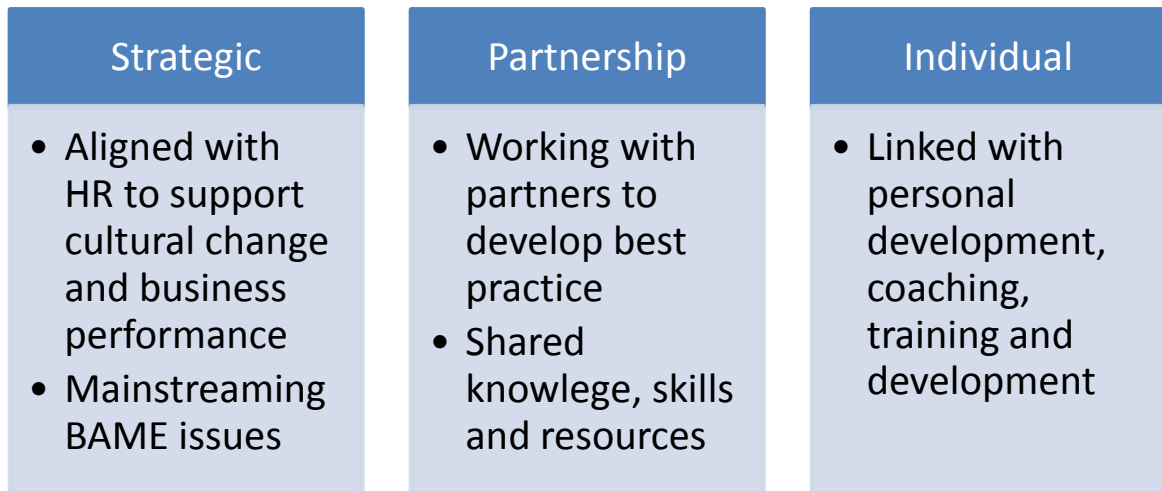 Strategic
• Aligned with
HR to support
cultural change
and business
performance
• Mainstreaming
BAME issues
Partnership
• Working with
partners to
develop best
practice
• Shared
knowlege, skills
and resources
Individual
• Linked with
personal
development,
coaching,
training and
development